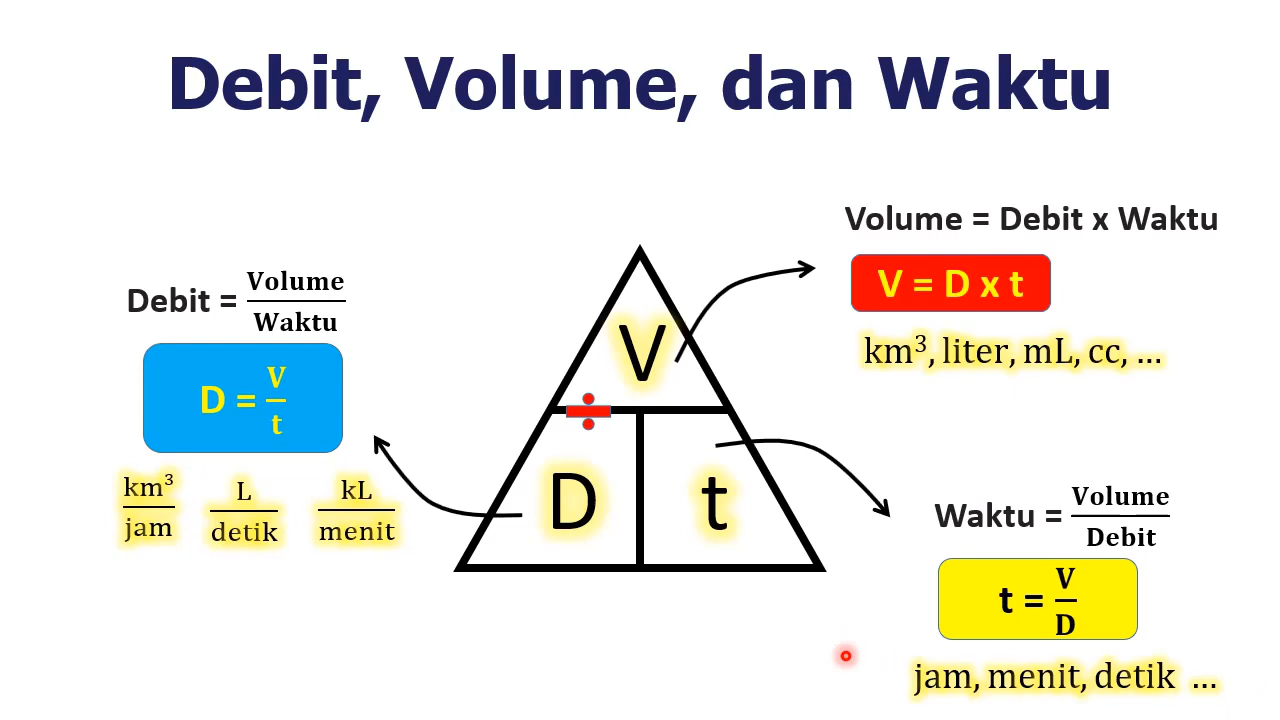 Debit, Volume, dan Waktu
Volume = Debit x Waktu
V = D x t
km³, liter, mL, cc, ...
Debit = Volume/Waktu
D = V/t
km³/jam L/detik kL/menit
V
÷
D t
Waktu = Volume/Debit
t = V/D
jam, menit, detik ...